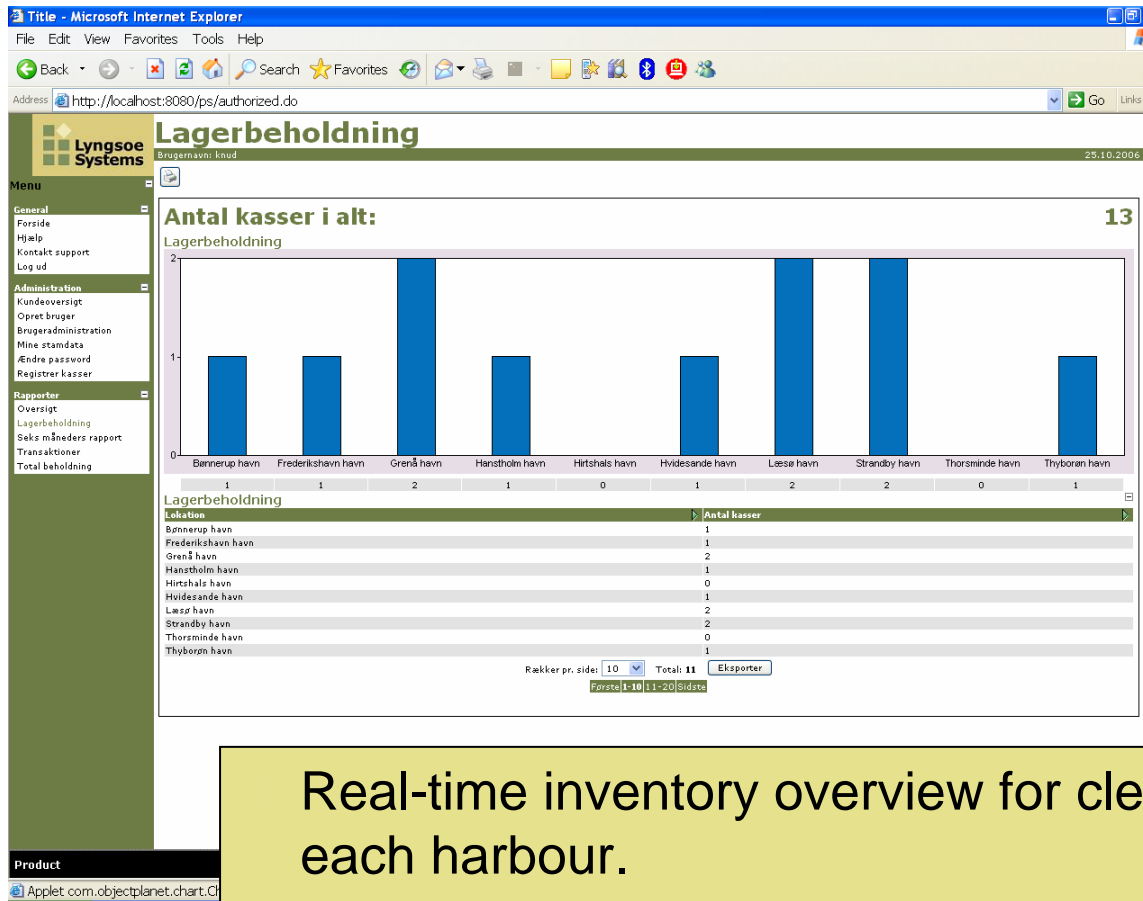 Title - Microsoft Internet Explorer
File Edit View Favorites Tools Help
Back Search Favorites
Address http://localhost:8080/ps/authorized.do Go Links
Lyngsoe Systems
Lagerbeholdning
Brugernavn: knud 25.10.2006
Menu
General
Forside
Hjælp
Kontakt support
Log ud
Administration
Kundeoversigt
Opret bruger
Brugeradministration
Mine stamdata
Ændre password
Registrer kasser
Rapporter
Oversigt
Lagerbeholdning
Seks måneders rapport
Transaktioner
Total beholdning
Antal kasser i alt: 13
Lagerbeholdning
2
1
0
Bønnerup havn Frederikshavn havn Grenå havn Hanstholm havn Hirtshals havn Hvidesande havn Læsø havn Strandby havn Thorsminde havn Thyborøn havn
1 1 2 1 0 1 2 2 0 1
Lagerbeholdning
Lokation Antal kasser
Bønnerup havn 1
Frederikshavn havn 1
Grenå havn 2
Hanstholm havn 1
Hirtshals havn 0
Hvidesande havn 1
Læsø havn 2
Strandby havn 2
Thorsminde havn 0
Thyborøn havn 1
Rækker pr. side: 10 Total: 11 Eksporter
Første 1-10 11-20 Sidste
Real-time inventory overview for cle
each harbour.
Product
Applet com.objectplanet.chart.Ch